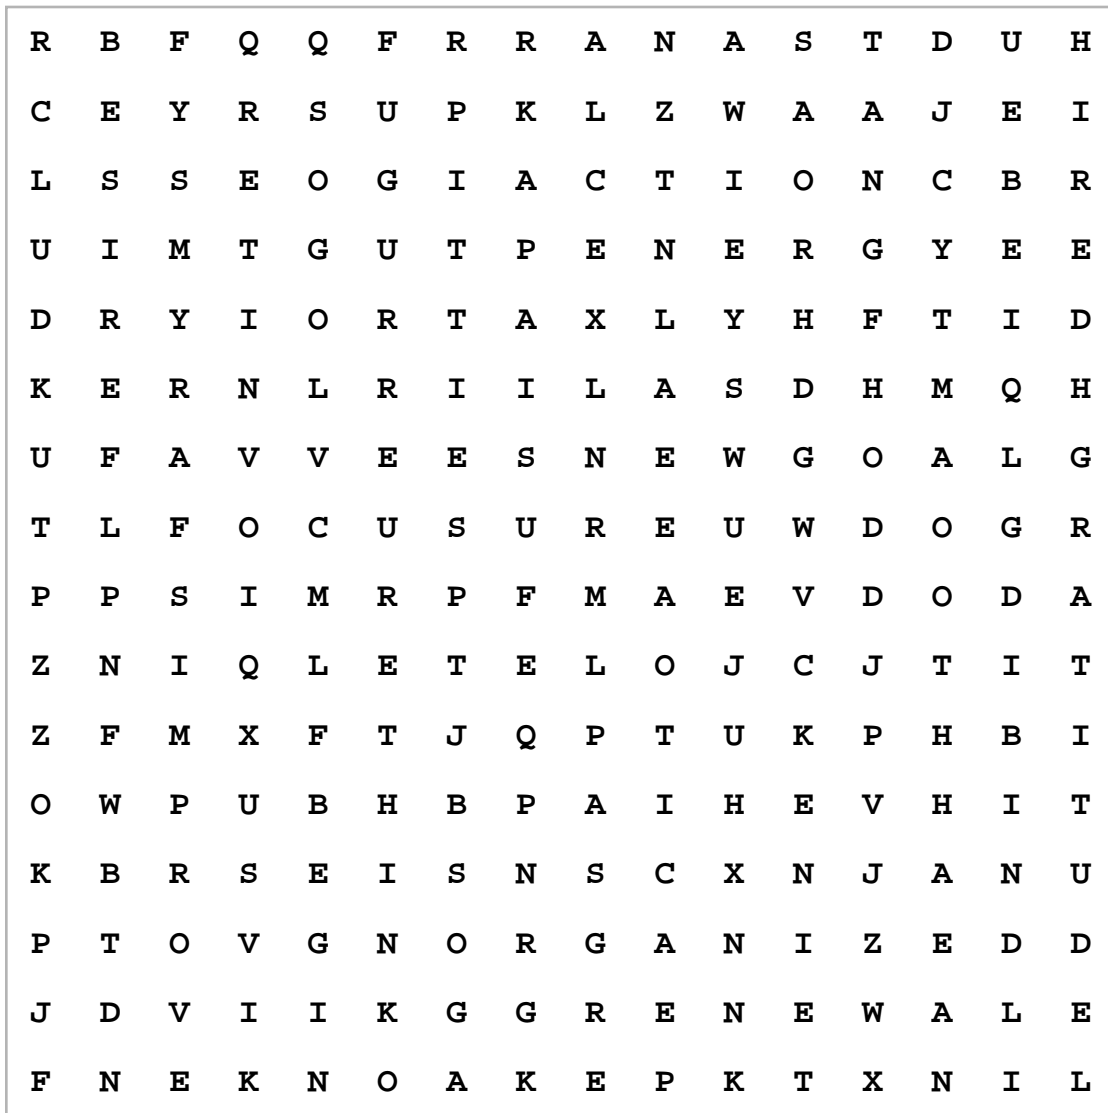 R B F Q Q F R R A N A S T D U H
C E Y R S U P K L Z W A A J E I
L S S E O G I A C T I O N C B R
U I M T G U T P E N E R G Y E E
D R Y I O R T A X L Y H F T I D
K E R N L R I I L A S D H M Q H
U F A V V E E S N E W G O A L G
T L F O C U S U R E U W D O G R
P P S I M R P F M A E V D O D A
Z N I Q L E T E L O J C J T I T
Z F M X F T J Q P T U K P H B I
O W P U B H B P A I H E V H I T
K B R S E I S N S C X N J A N U
P T O V G N O R G A N I Z E D D
J D V I I K G G R E N E W A L E
F N E K N O A K E P K T X N I L